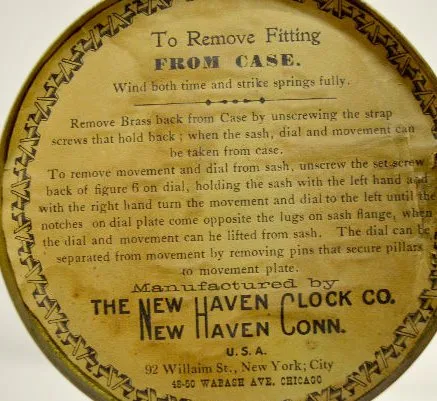 To Remove Fitting
FROM CASE.
Wind both time and strike springs fully.
Remove Brass back from Case by unscrewing the strap
screws that hold back; when the sash, dial and movement can
be taken from case.
To remove movement and dial from sash, unscrew the set-screw
back of figure 6 on dial, holding the sash with the left hand and
with the right hand turn the movement and dial to the left until the
notches on dial plate come opposite the lugs on sash flange, when
the dial and movement can he lifted from sash. The dial can be
separated from movement by removing pins that secure pillars
to movement plate.
Manufactured by
THE NEW HAVEN CLOCK CO.
NEW HAVEN CONN.
U.S.A.
92 Willaim St., New York; City
48-50 WABASH AVE. CHICAGO